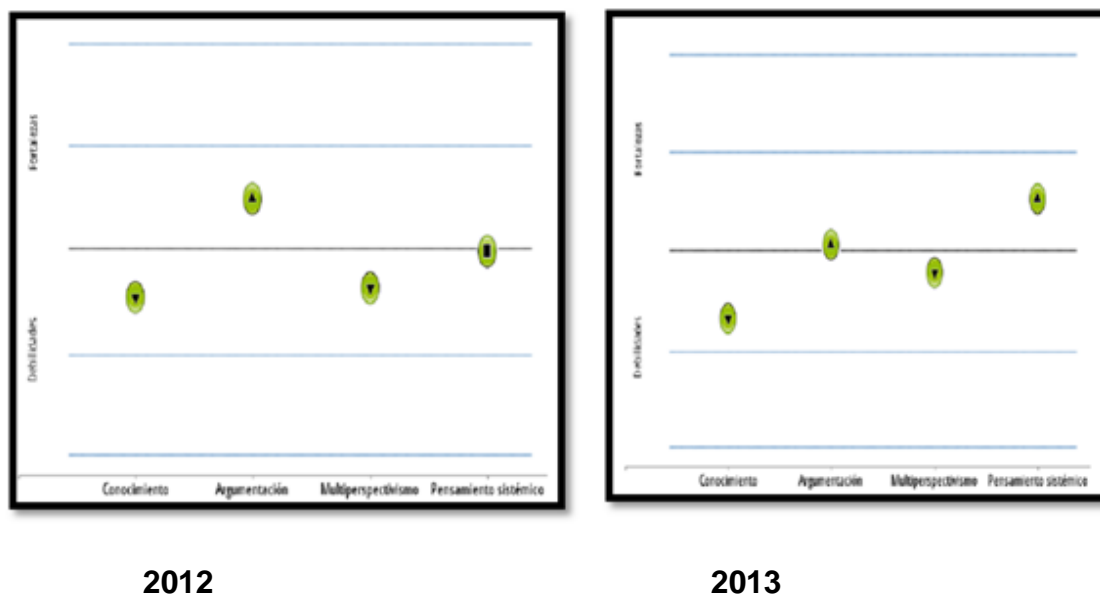 Fortalezas
Debilidades
Conocimiento
Argumentación
Multiperspectivismo
Pensamiento sistémico
Fortalezas
Debilidades
Conocimiento
Argumentación
Multiperspectivismo
Pensamiento sistémico
2012
2013